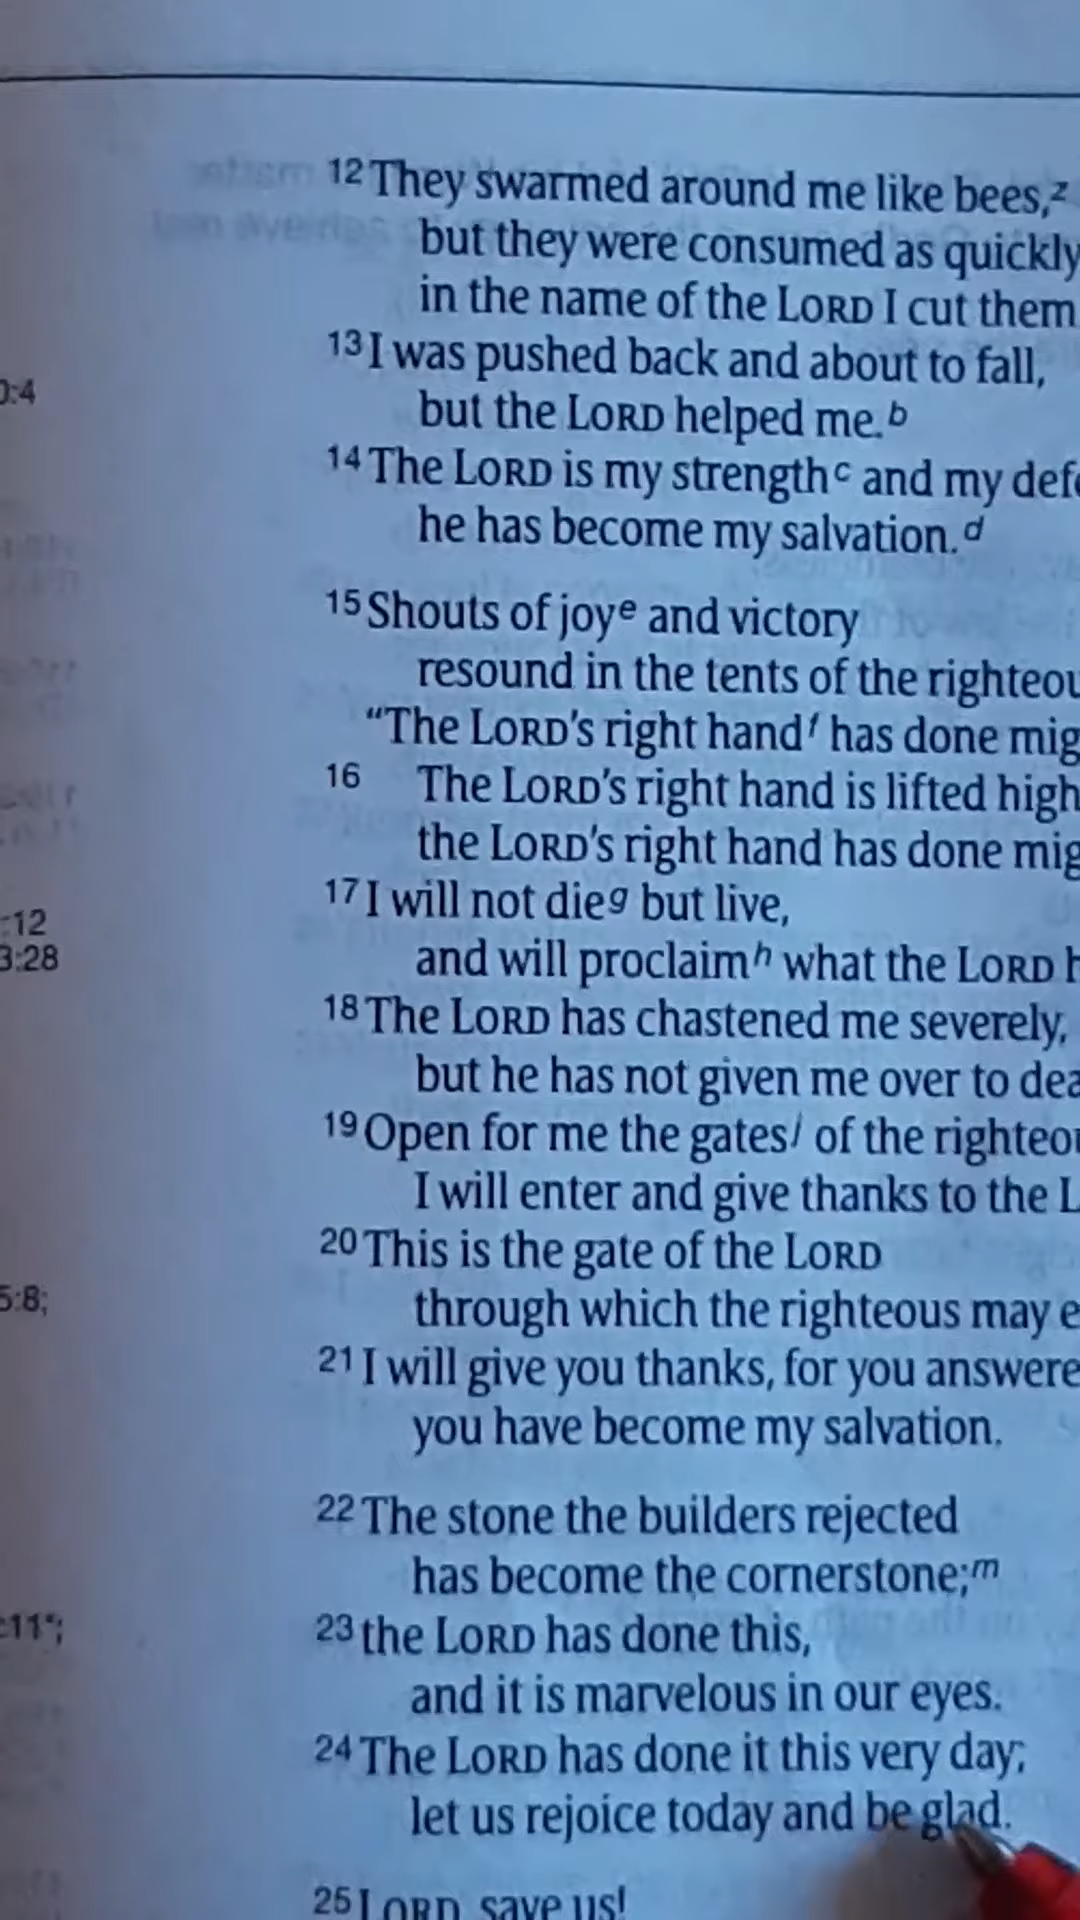 12 They swarmed around me like bees,z
but they were consumed as quickly
in the name of the LORD I cut them
13 I was pushed back and about to fall,
but the LORD helped me.b
14 The LORD is my strengthc and my defe
he has become my salvation.d
15 Shouts of joye and victory
resound in the tents of the righteou
"The LORD's right handf has done mig
16 The LORD's right hand is lifted high
the LORD's right hand has done mig
17 I will not dieg but live,
and will proclaimh what the LORD h
18 The LORD has chastened me severely,
but he has not given me over to dea
19 Open for me the gatesj of the righteou
I will enter and give thanks to the L
20 This is the gate of the LORD
through which the righteous may e
21 I will give you thanks, for you answere
you have become my salvation.
22 The stone the builders rejected
has become the cornerstone;m
23 the LORD has done this,
and it is marvelous in our eyes.
24 The LORD has done it this very day;
let us rejoice today and be glad.
25 LORD, save us!
0:4
:12
3:28
5:8;
:11*;